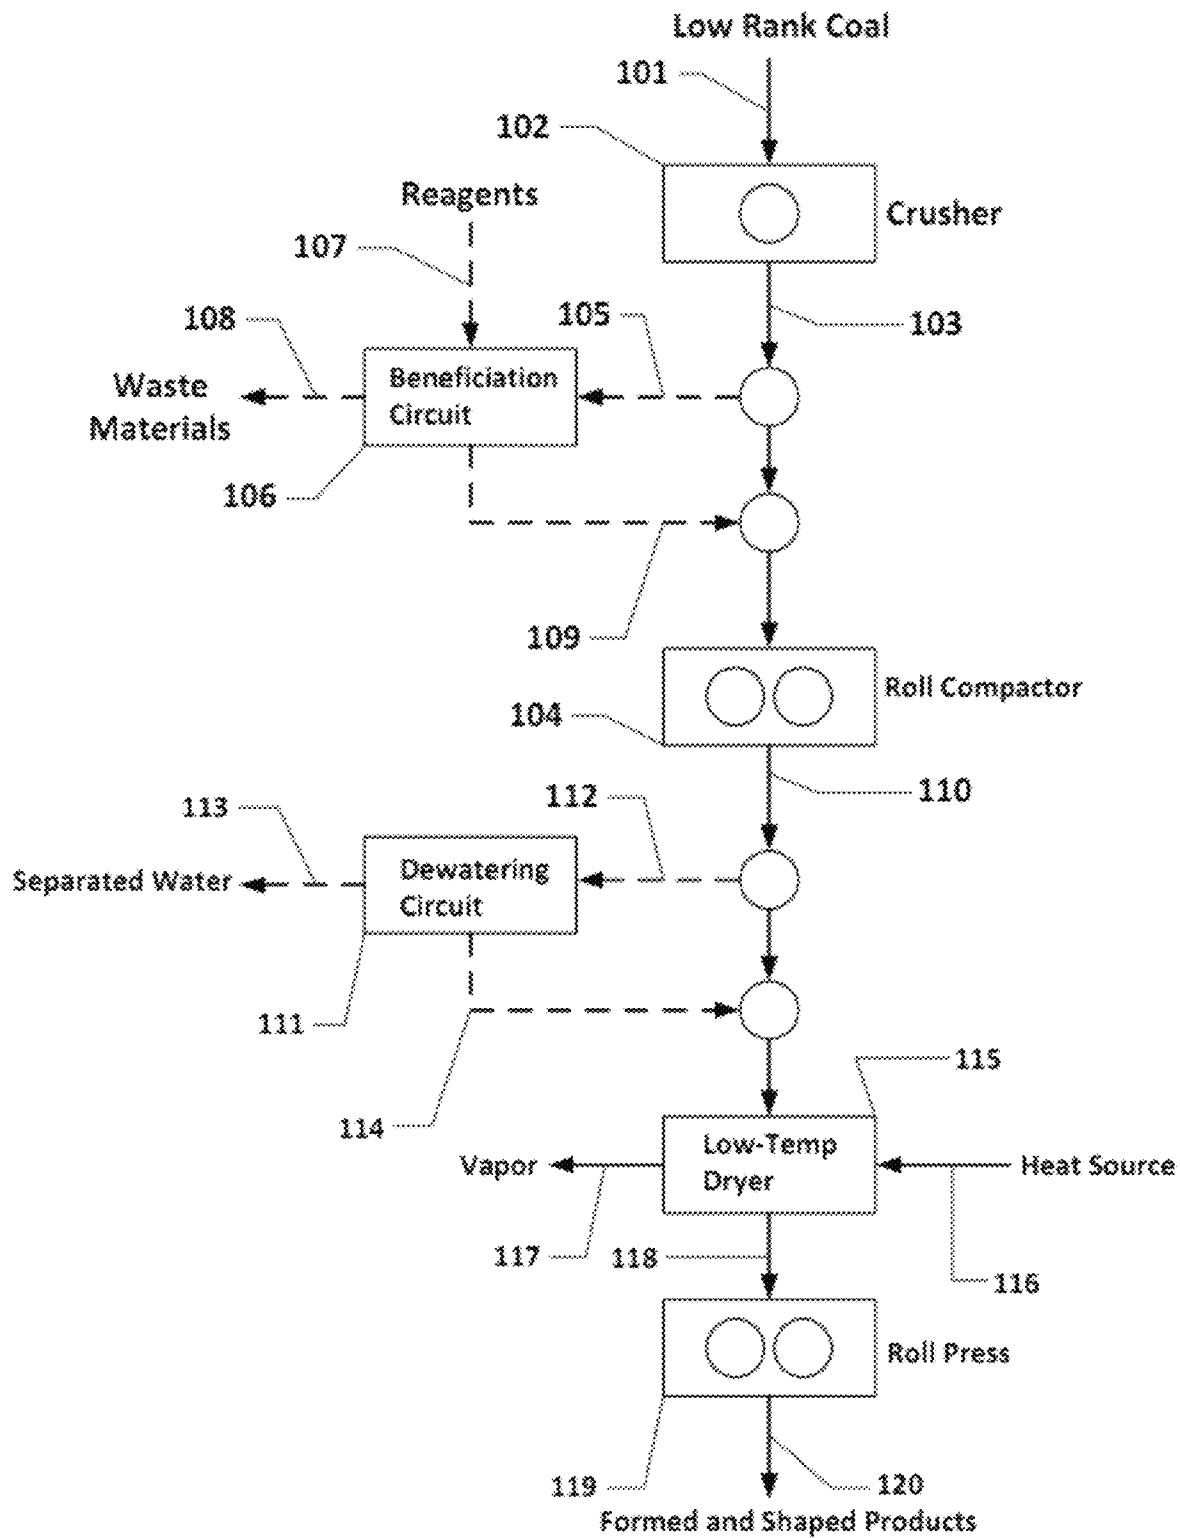 Low Rank Coal
101
102
Reagents
Crusher
107
108
105
103
Waste
Materials
Beneficiation
Circuit
106
109
Roll Compactor
104
110
112
113
Separated Water
Dewatering
Circuit
111
115
114
Low-Temp
Dryer
Vapor
Heat Source
117
118
116
Roll Press
119
120
Formed and Shaped Products